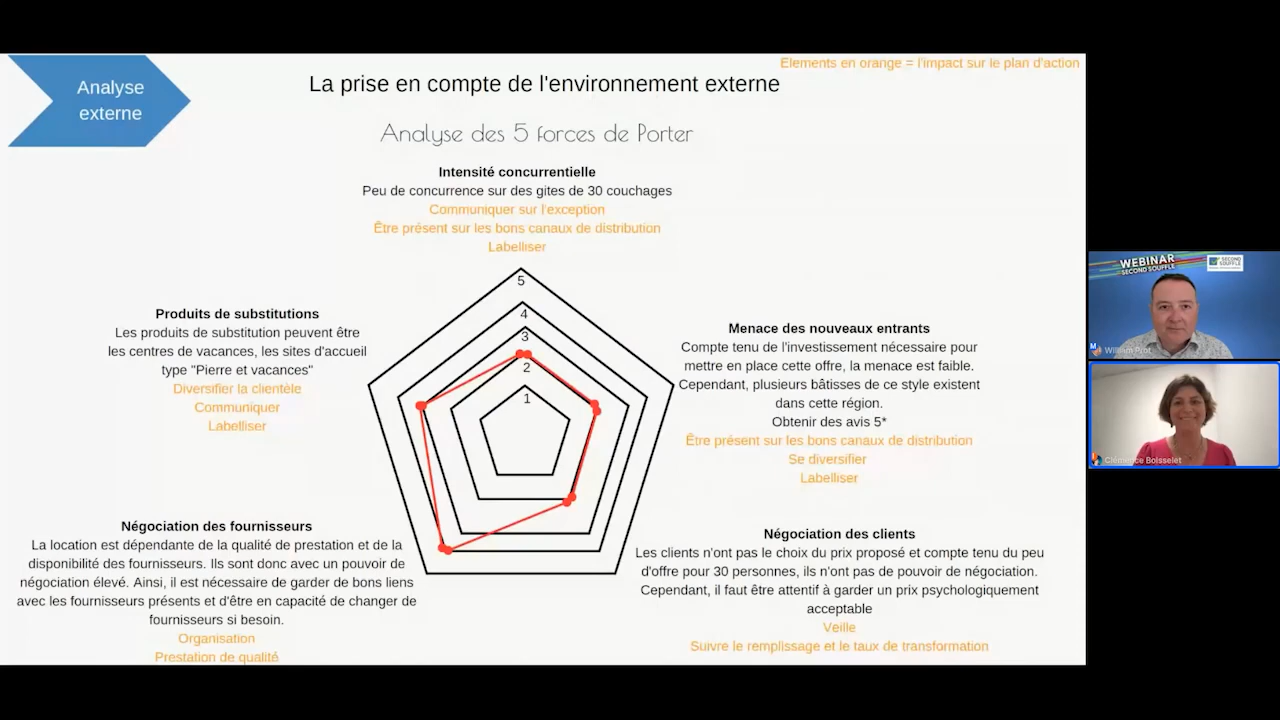 Analyse
externe
Elements en orange = l'impact sur le plan d'action
La prise en compte de l'environnement externe
Analyse des 5 forces de Porter
Intensité concurrentielle
Peu de concurrence sur des gites de 30 couchages
Communiquer sur l'exception
Être présent sur les bons canaux de distribution
Labelliser
5
4
3
2
1
Produits de substitutions
Les produits de substitution peuvent être
les centres de vacances, les sites d'accueil
type "Pierre et vacances"
Diversifier la clientèle
Communiquer
Labelliser
Menace des nouveaux entrants
Compte tenu de l'investissement nécessaire pour
mettre en place cette offre, la menace est faible.
Cependant, plusieurs bâtisses de ce style existent
dans cette région.
Obtenir des avis 5*
Être présent sur les bons canaux de distribution
Se diversifier
Labelliser
Négociation des fournisseurs
La location est dépendante de la qualité de prestation et de la
disponibilité des fournisseurs. Ils sont donc avec un pouvoir de
négociation élevé. Ainsi, il est nécessaire de garder de bons liens
avec les fournisseurs présents et d'être en capacité de changer de
fournisseurs si besoin.
Organisation
Prestation de qualité
Négociation des clients
Les clients n'ont pas le choix du prix proposé et compte tenu du peu
d'offre pour 30 personnes, ils n'ont pas de pouvoir de négociation.
Cependant, il faut être attentif à garder un prix psychologiquement
acceptable
Veille
Suivre le remplissage et le taux de transformation
WEBINAR
SECOND SOUFFLE
SECOND
SOUFFLE
William Prot
Clémence Boisselet